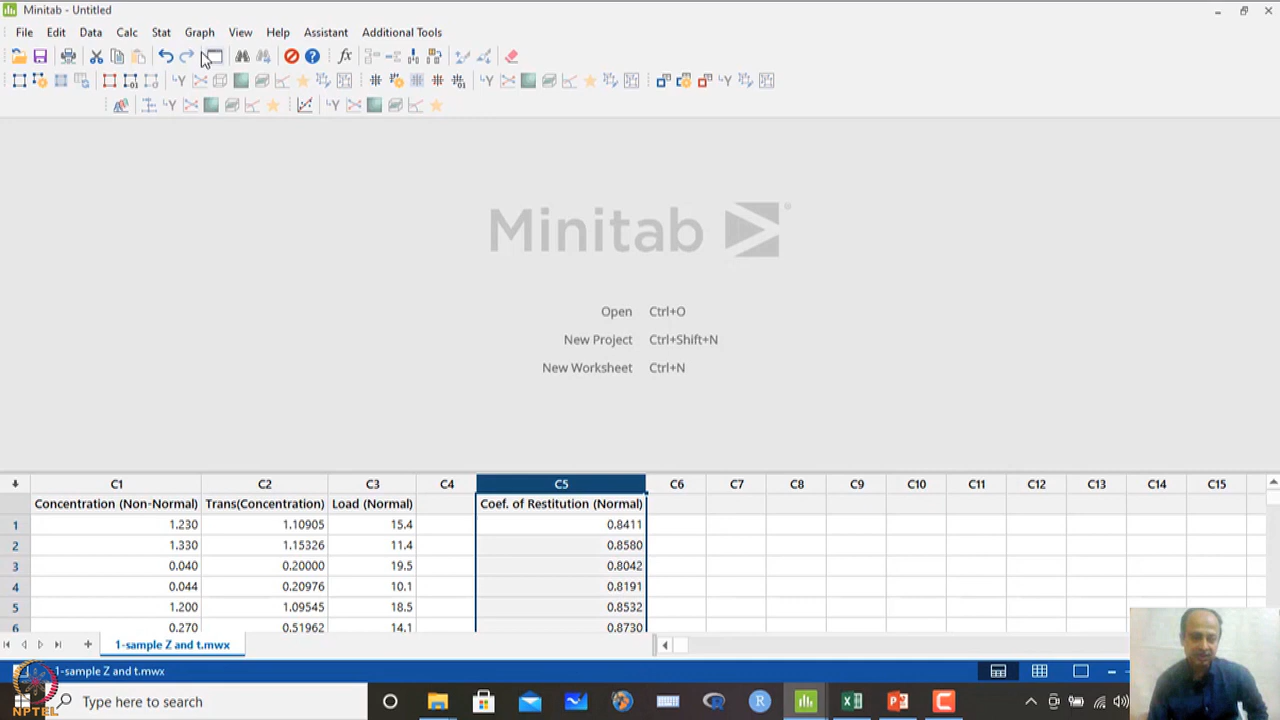 Minitab - Untitled
File Edit Data Calc Stat Graph View Help Assistant Additional Tools
Minitab
Open Ctrl+O
New Project Ctrl+Shift+N
New Worksheet Ctrl+N
C1 C2 C3 C4 C5 C6 C7 C8 C9 C10 C11 C12 C13 C14 C15
Concentration (Non-Normal) Trans(Concentration) Load (Normal) Coef. of Restitution (Normal)
1 1.230 1.10905 15.4 0.8411
2 1.330 1.15326 11.4 0.8580
3 0.040 0.20000 19.5 0.8042
4 0.044 0.20976 10.1 0.8191
5 1.200 1.09545 18.5 0.8532
6 0.270 0.51962 14.1 0.8730
1-sample Z and t.mwx
1-sample Z and t.mwx
Type here to search
NPTEL